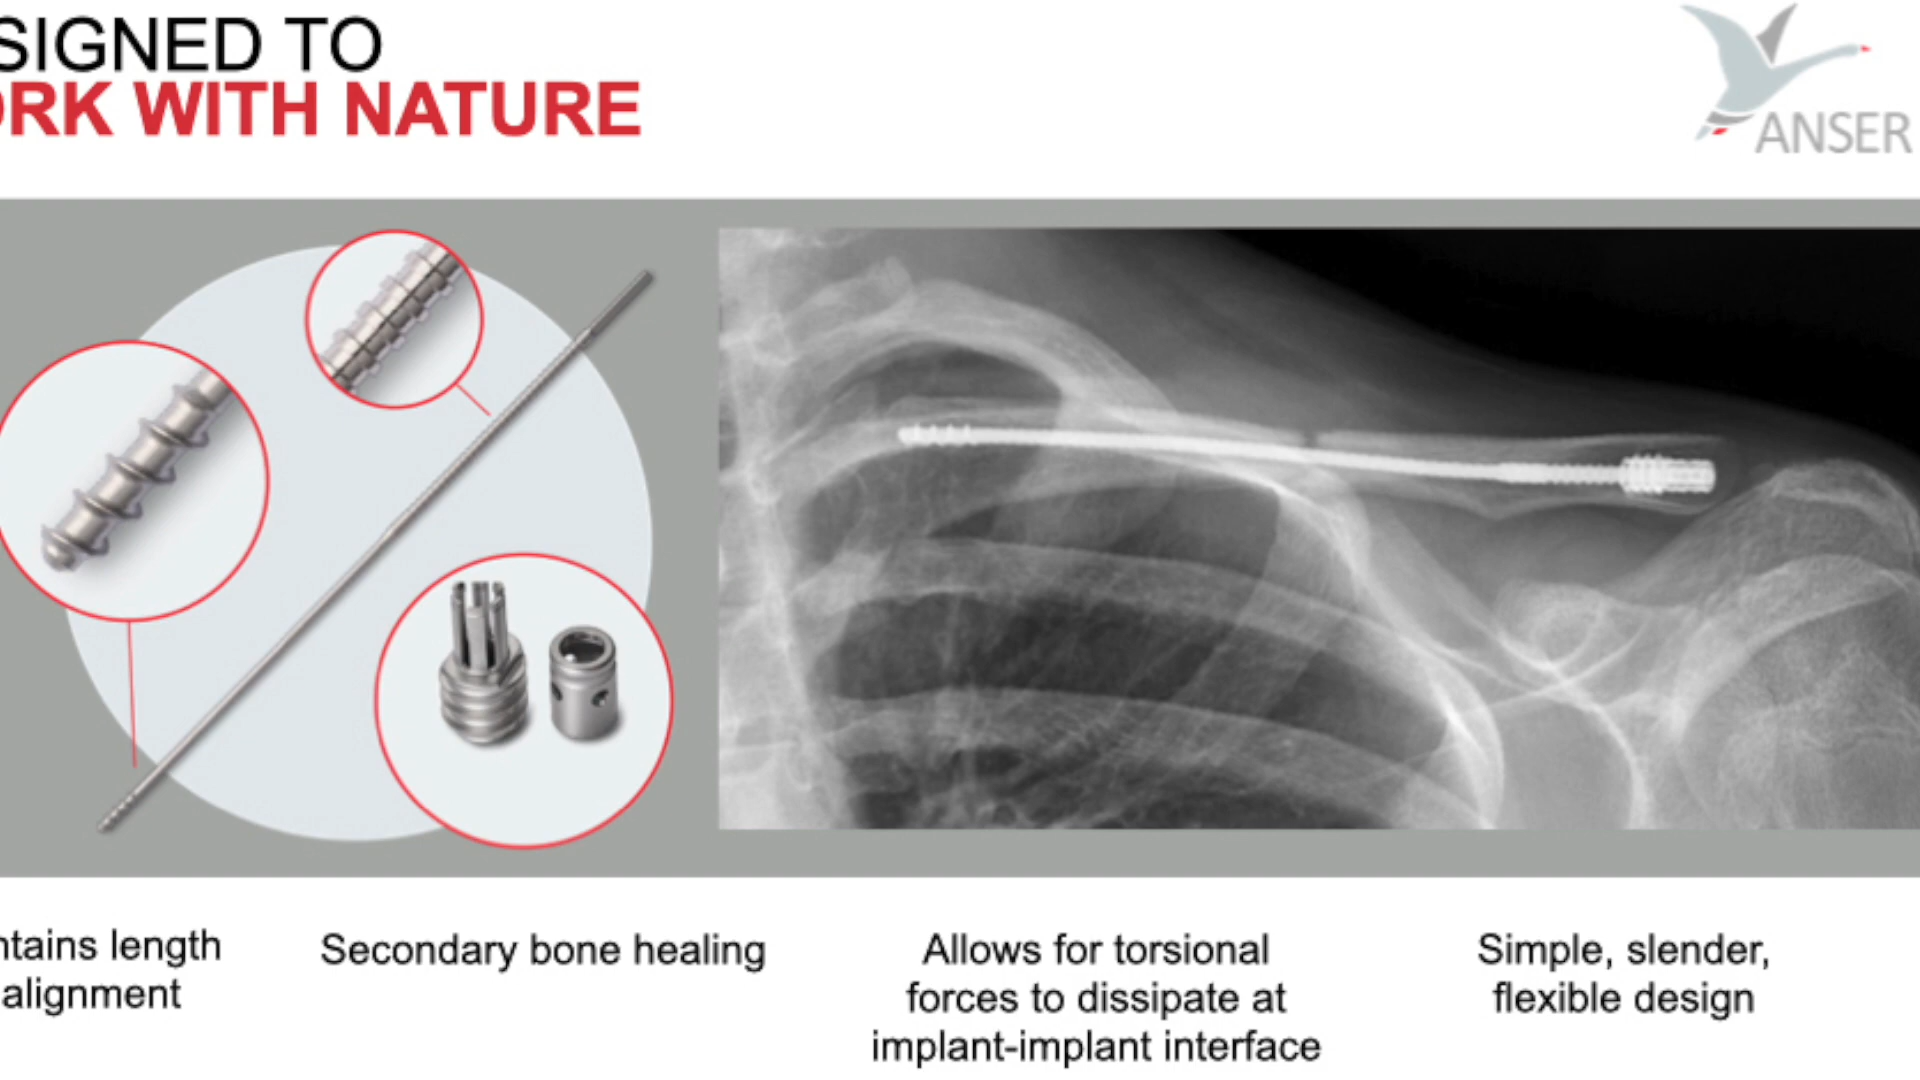 SIGNED TO
ORK WITH NATURE
ANSER
ntains length
alignment
Secondary bone healing
Allows for torsional
forces to dissipate at
implant-implant interface
Simple, slender,
flexible design